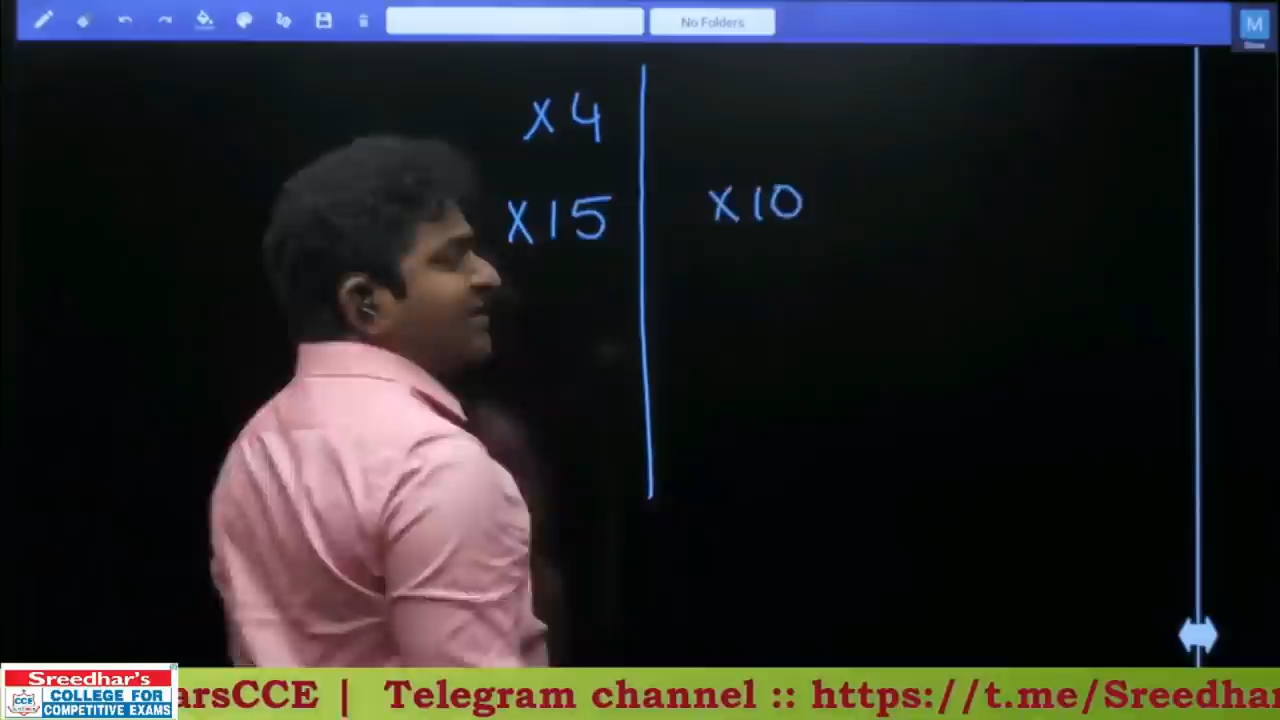 No Folders
M
x 4
x 15
x 10
Sreedhar's
CCE
COLLEGE FOR
COMPETITIVE EXAMS
arsCCE | Telegram channel :: https://t.me/Sreedhar